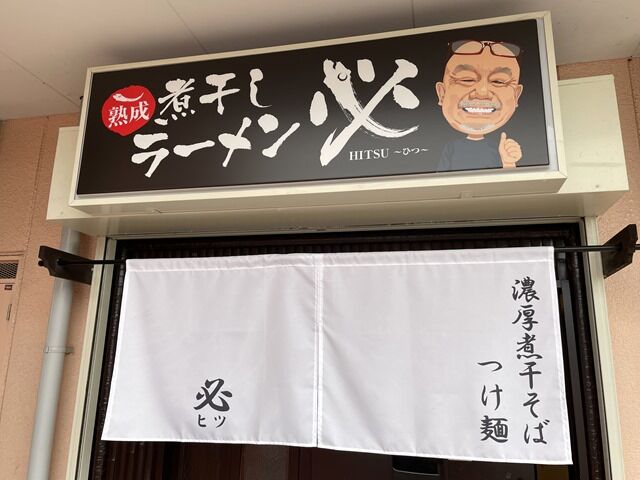 熟成
煮干し
ラーメン
必
HITSU ～ひつ～
濃厚煮干そば
つけ麺
必
ヒツ